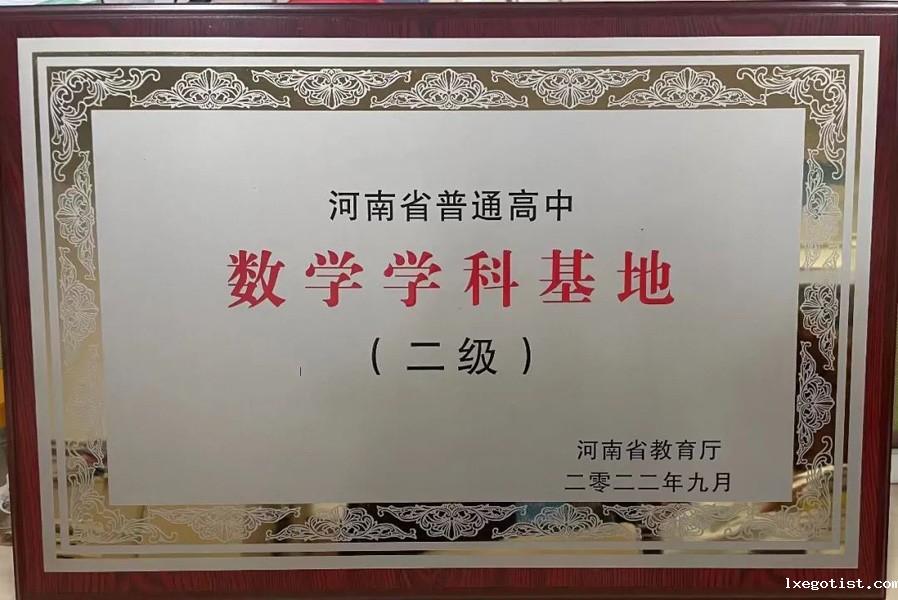 河南省普通高中
数学学科基地
（二级）
河南省教育厅
二零二二年九月
lxegotist.com